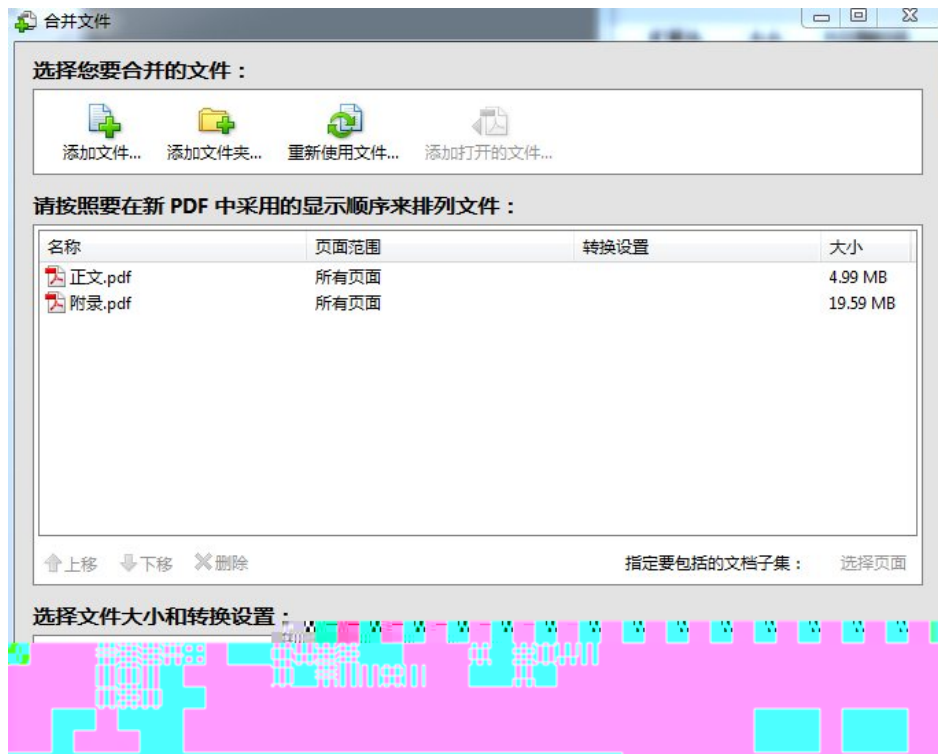 合并文件
选择您要合并的文件：
添加文件... 添加文件夹... 重新使用文件... 添加打开的文件...
请按照要在新 PDF 中采用的显示顺序来排列文件：
名称 页面范围 转换设置 大小
正文.pdf 所有页面 4.99 MB
附录.pdf 所有页面 19.59 MB
上移 下移 删除 指定要包括的文档子集： 选择页面
选择文件大小和转换设置：